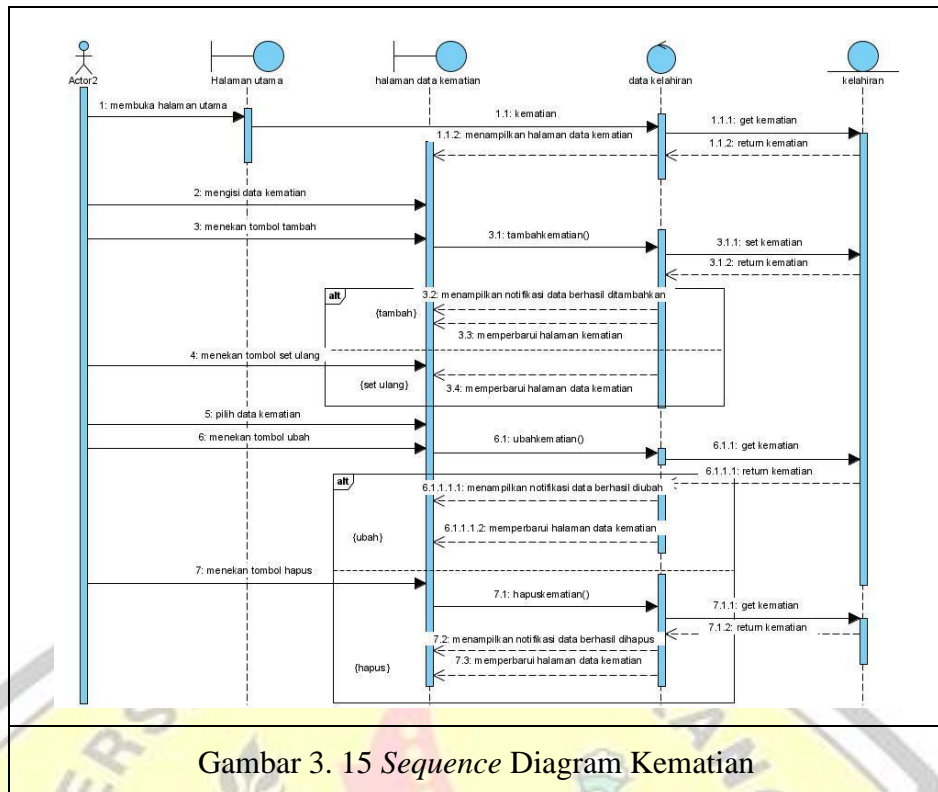 Actor2
Halaman utama
halaman data kematian
data kelahiran
kelahiran
1: membuka halaman utama
1.1: kematian
1.1.1: get kematian
1.1.2: menampilkan halaman data kematian
1.1.2: return kematian
2: mengisi data kematian
3: menekan tombol tambah
3.1: tambahkematian()
3.1.1: set kematian
3.1.2: return kematian
alt
3.2: menampilkan notifikasi data berhasil ditambahkan
{tambah}
3.3: memperbarui halaman kematian
4: menekan tombol set ulang
{set ulang}
3.4: memperbarui halaman data kematian
5: pilih data kematian
6: menekan tombol ubah
6.1: ubahkematian()
6.1.1: get kematian
6.1.1.1: return kematian
alt
6.1.1.1.1: menampilkan notifikasi data berhasil diubah
6.1.1.1.2: memperbarui halaman data kematian
{ubah}
7: menekan tombol hapus
7.1: hapuskematian()
7.1.1: get kematian
7.1.2: return kematian
7.2: menampilkan notifikasi data berhasil dihapus
7.3: memperbarui halaman data kematian
{hapus}
Gambar 3. 15 Sequence Diagram Kematian